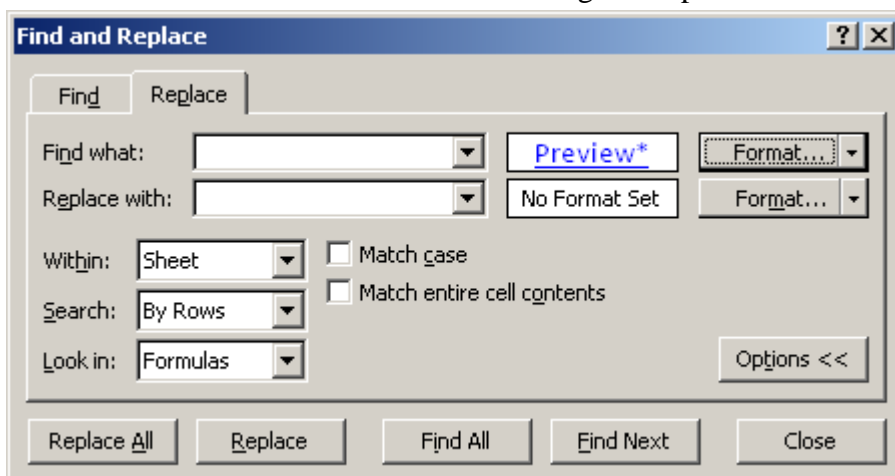 Find and Replace
Find Replace
Find what: Preview* Format...
Replace with: No Format Set Format...
Within: Sheet Match case
Match entire cell contents
Search: By Rows
Look in: Formulas Options <<
Replace All Replace Find All Find Next Close